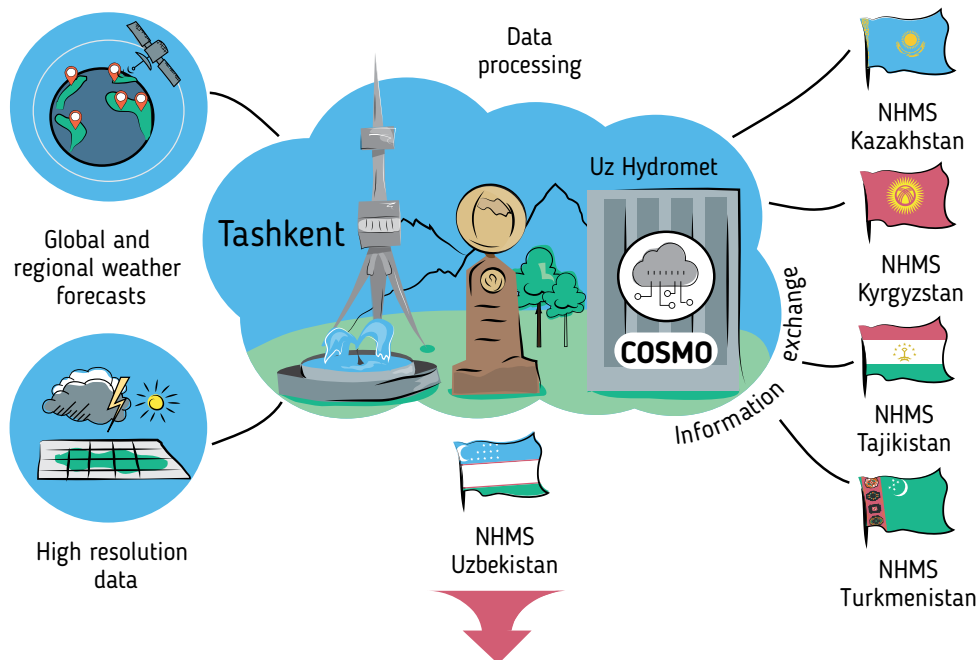 Data
processing
Global and
regional weather
forecasts
High resolution
data
Tashkent
Uz Hydromet
COSMO
Information
exchange
NHMS
Uzbekistan
NHMS
Kazakhstan
NHMS
Kyrgyzstan
NHMS
Tajikistan
NHMS
Turkmenistan